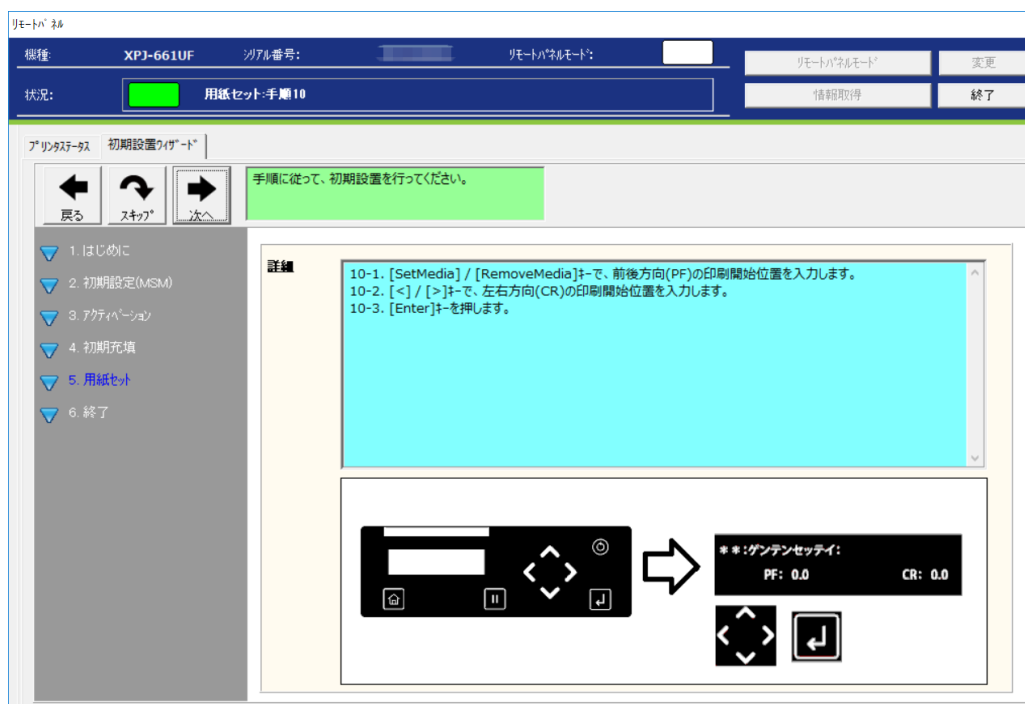 リモートパネル
機種: XPJ-661UF シリアル番号: リモートパネルモード: リモートパネルモード 変更
状況: 用紙セット:手順10 情報取得 終了
プリンタステータス 初期設置ウィザード
戻る スキップ 次へ
手順に従って、初期設置を行ってください。
1. はじめに
2. 初期設定(MSM)
3. アクティベーション
4. 初期充填
5. 用紙セット
6. 終了
詳細
10-1. [SetMedia] / [RemoveMedia]キーで、前後方向(PF)の印刷開始位置を入力します。
10-2. [<] / [>]キーで、左右方向(CR)の印刷開始位置を入力します。
10-3. [Enter]キーを押します。
**:ゲンテンセッテイ:
PF: 0.0 CR: 0.0